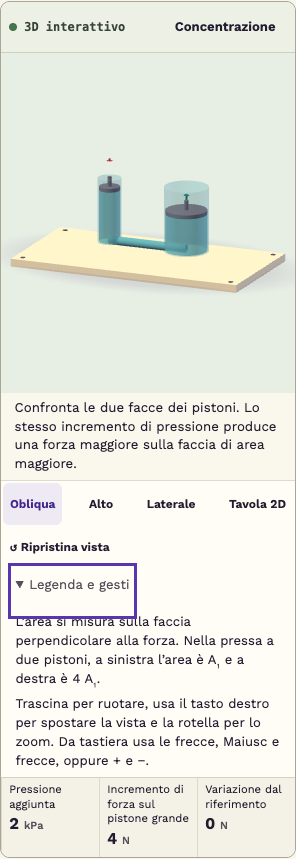 3D interattivo Concentrazione
Confronta le due facce dei pistoni. Lo
stesso incremento di pressione produce
una forza maggiore sulla faccia di area
maggiore.
Obliqua Alto Laterale Tavola 2D
↺ Ripristina vista
▼ Legenda e gesti
L'area si misura sulla faccia
perpendicolare alla forza. Nella pressa a
due pistoni, a sinistra l'area è A₁ e a
destra è 4 A₁.
Trascina per ruotare, usa il tasto destro
per spostare la vista e la rotella per lo
zoom. Da tastiera usa le frecce, Maiusc e
frecce, oppure + e −.
Pressione
aggiunta
2 kPa
Incremento di
forza sul
pistone grande
4 N
Variazione dal
riferimento
0 N